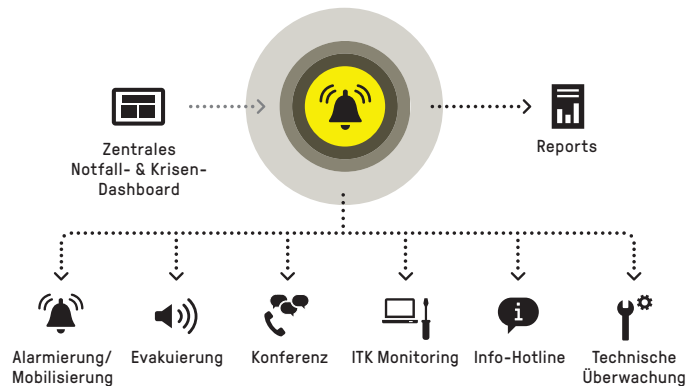 Zentrales
Notfall- & Krisen-
Dashboard
Reports
Alarmierung/
Mobilisierung
Evakuierung
Konferenz
ITK Monitoring
Info-Hotline
Technische
Überwachung